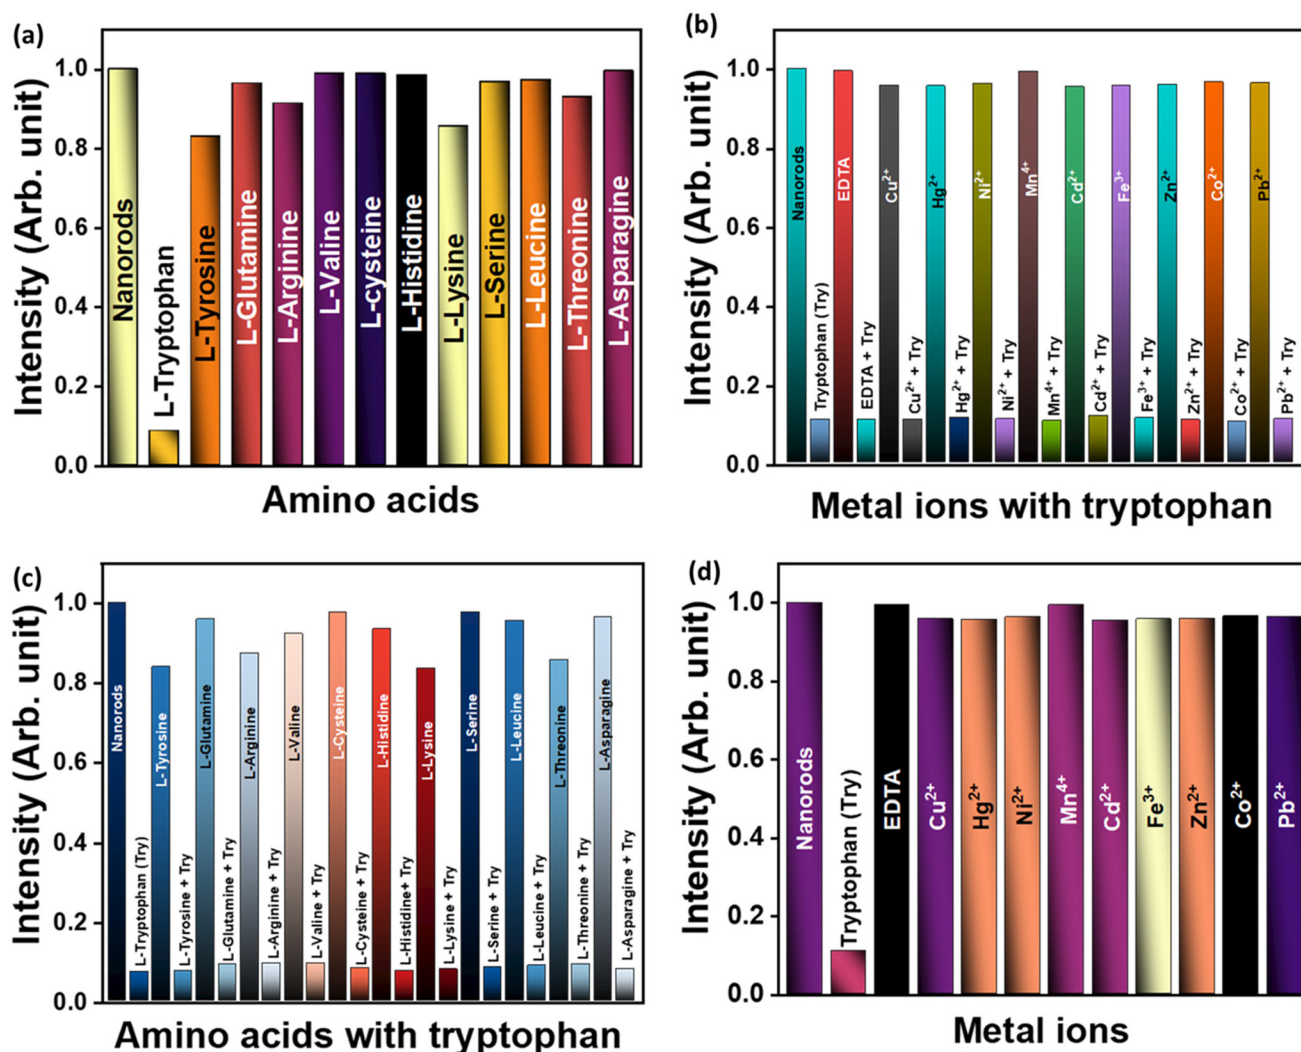 (a)
Intensity (Arb. unit)
1.0
0.8
0.6
0.4
0.2
0.0
Nanorods
L-Tryptophan
L-Tyrosine
L-Glutamine
L-Arginine
L-Valine
L-cysteine
L-Histidine
L-Lysine
L-Serine
L-Leucine
L-Threonine
L-Asparagine
Amino acids
(b)
Intensity (Arb. unit)
1.0
0.8
0.6
0.4
0.2
0.0
Nanorods
Tryptophan (Try)
EDTA
EDTA + Try
Cu²⁺
Cu²⁺ + Try
Hg²⁺
Hg²⁺ + Try
Ni²⁺
Ni²⁺ + Try
Mn⁴⁺
Mn⁴⁺ + Try
Cd²⁺
Cd²⁺ + Try
Fe³⁺
Fe³⁺ + Try
Zn²⁺
Zn²⁺ + Try
Co²⁺
Co²⁺ + Try
Pb²⁺
Pb²⁺ + Try
Metal ions with tryptophan
(c)
Intensity (Arb. unit)
1.0
0.8
0.6
0.4
0.2
0.0
Nanorods
L-Tryptophan (Try)
L-Tyrosine
L-Tyrosine + Try
L-Glutamine
L-Glutamine + Try
L-Arginine
L-Arginine + Try
L-Valine
L-Valine + Try
L-Cysteine
L-Cysteine + Try
L-Histidine
L-Histidine+ Try
L-Lysine
L-Lysine + Try
L-Serine
L-Serine + Try
L-Leucine
L-Leucine + Try
L-Threonine
L-Threonine + Try
L-Asparagine
L-Asparagine + Try
Amino acids with tryptophan
(d)
Intensity (Arb. unit)
1.0
0.8
0.6
0.4
0.2
0.0
Nanorods
Tryptophan (Try)
EDTA
Cu²⁺
Hg²⁺
Ni²⁺
Mn⁴⁺
Cd²⁺
Fe³⁺
Zn²⁺
Co²⁺
Pb²⁺
Metal ions